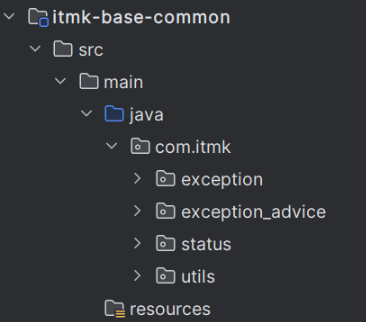 itmk-base-common
src
main
java
com.itmk
exception
exception_advice
status
utils
resources